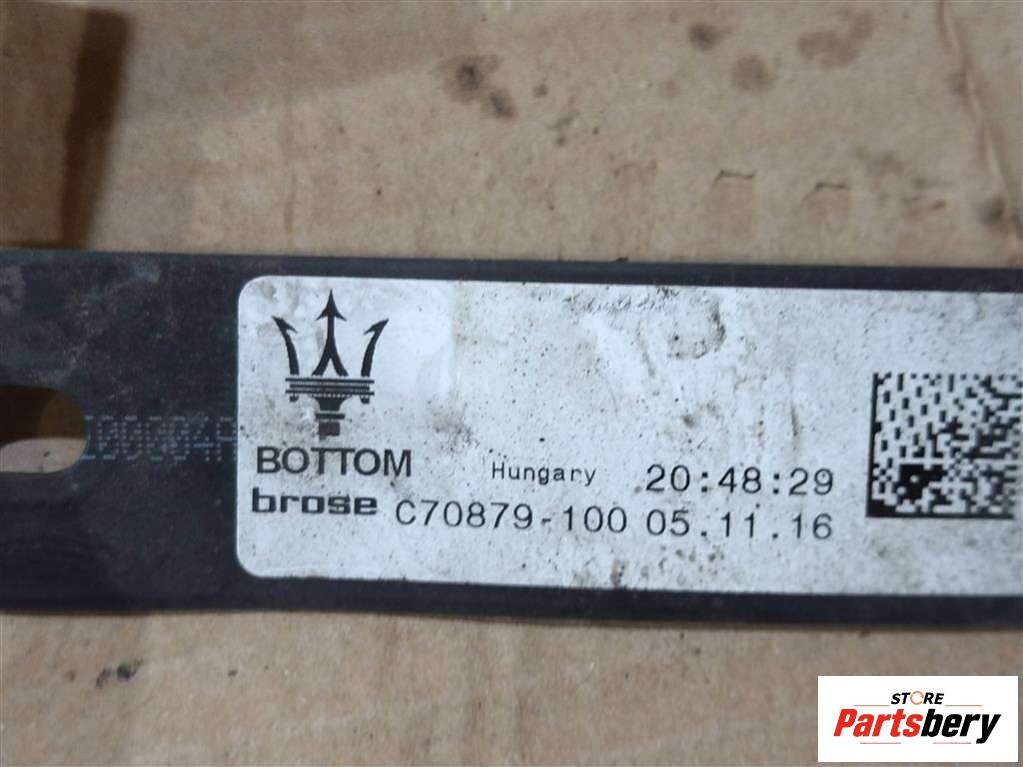 BOTTOM Hungary 20:48:29
brose C70879-100 05.11.16
STORE
Partsbery